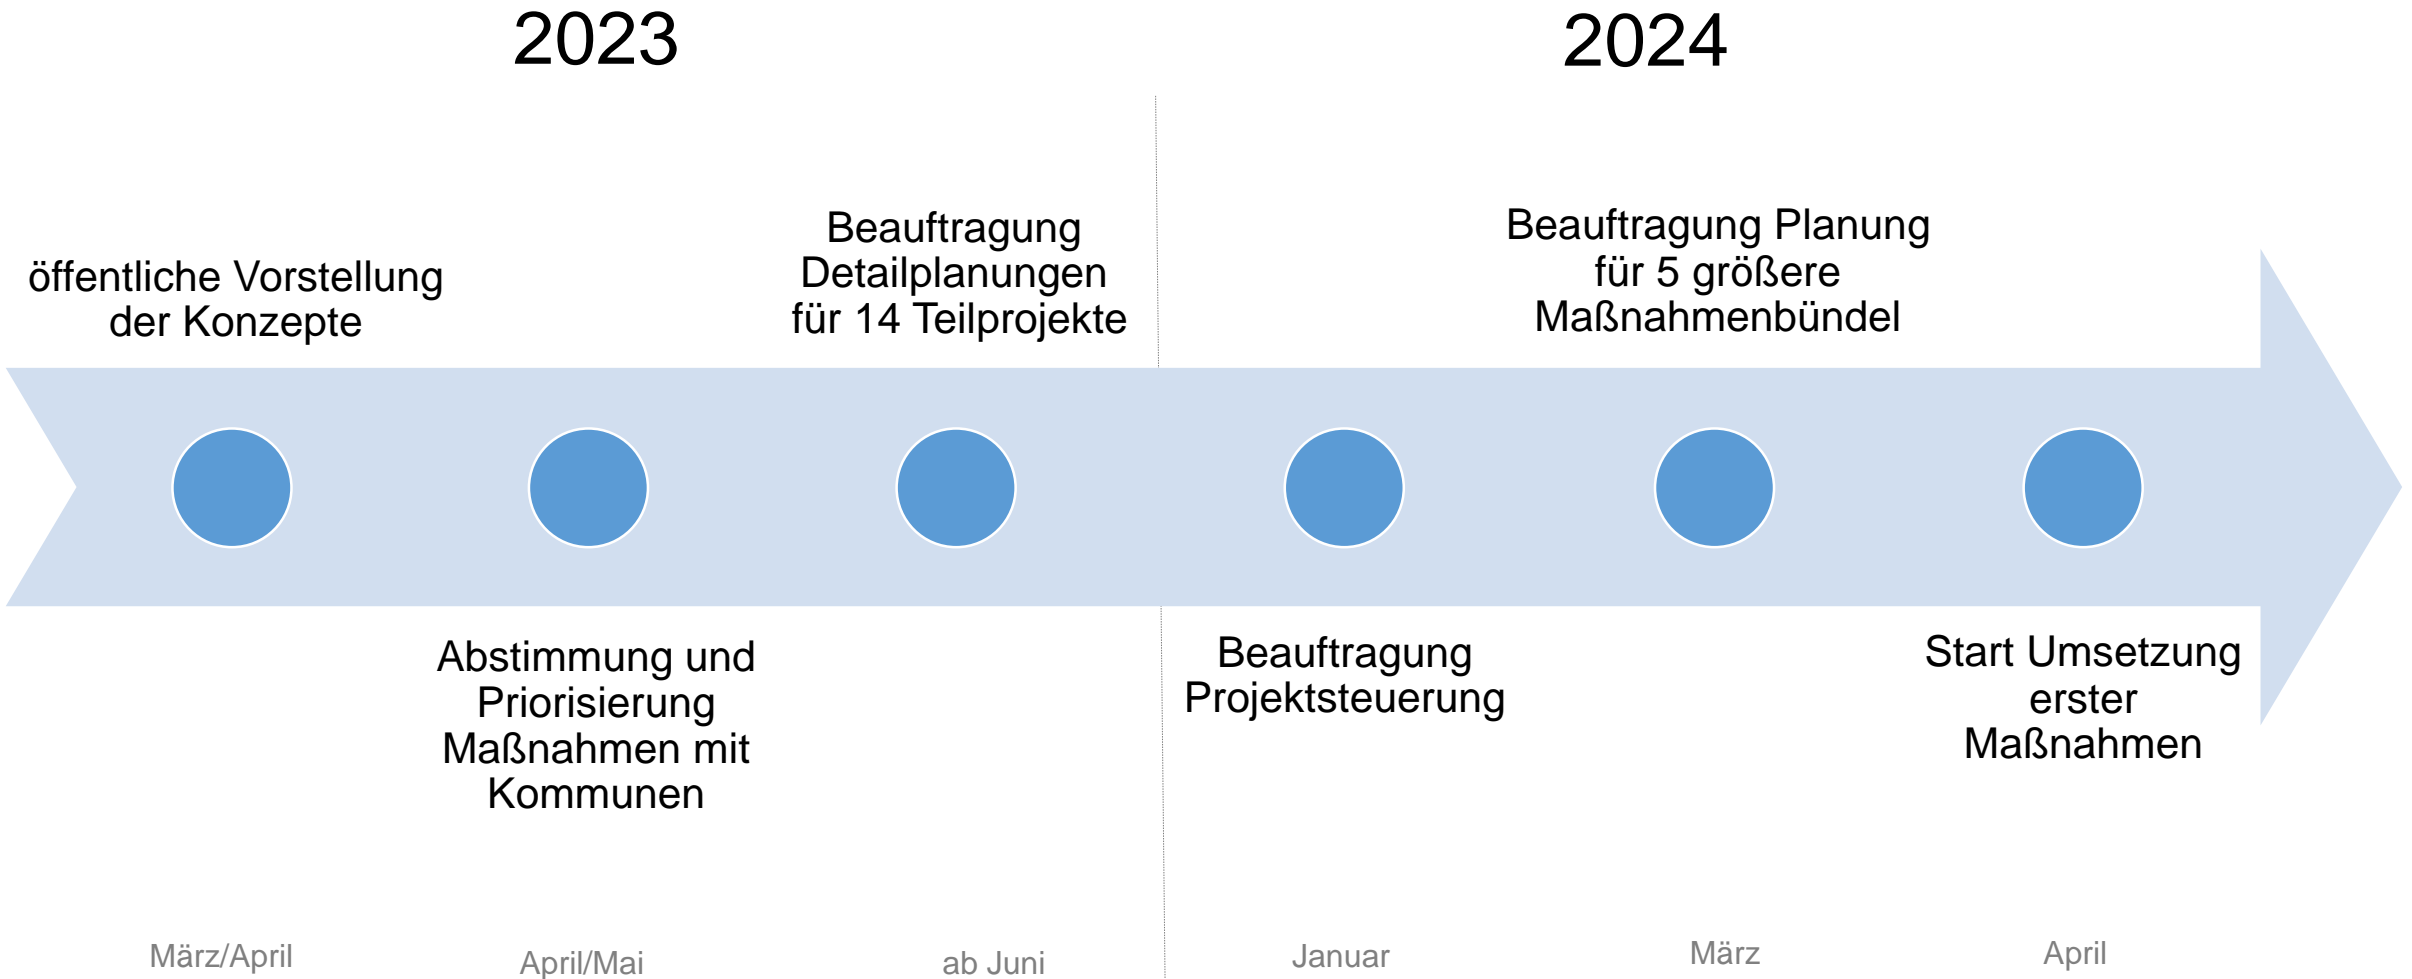 2023
2024
öffentliche Vorstellung
der Konzepte
Beauftragung
Detailplanungen
für 14 Teilprojekte
Beauftragung Planung
für 5 größere
Maßnahmenbündel
Abstimmung und
Priorisierung
Maßnahmen mit
Kommunen
Beauftragung
Projektsteuerung
Start Umsetzung
erster
Maßnahmen
März/April
April/Mai
ab Juni
Januar
März
April